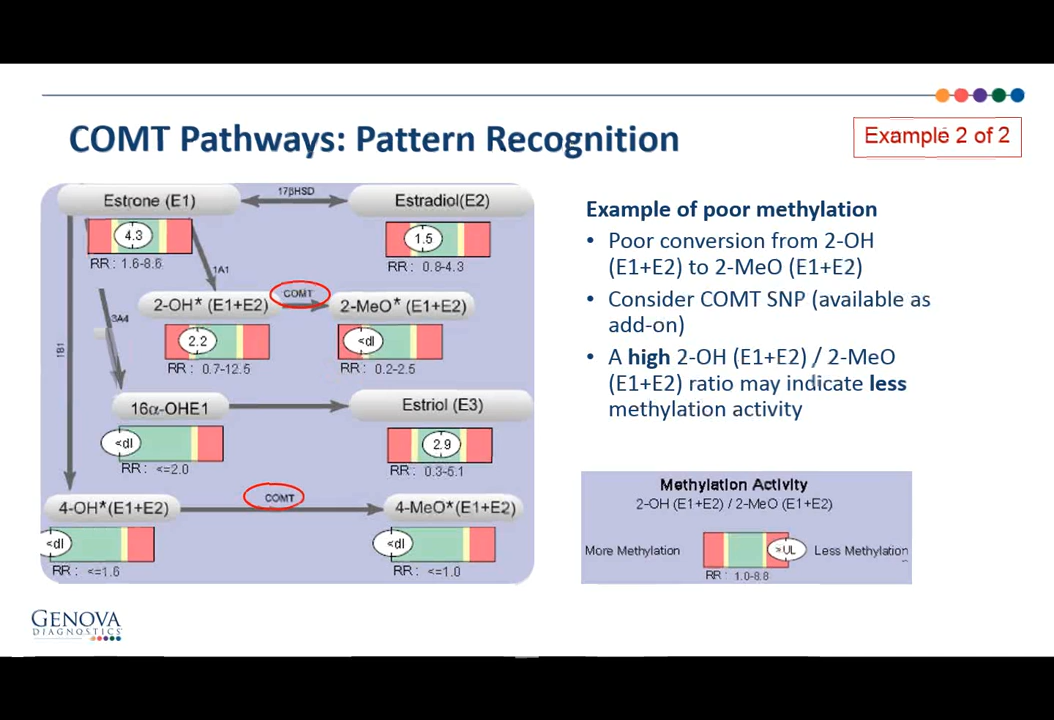 COMT Pathways: Pattern Recognition
Example 2 of 2
Estrone (E1)
17βHSD
Estradiol(E2)
4.3
RR: 1.6-8.6
1.5
RR: 0.8-4.3
1A1
2-OH* (E1+E2)
COMT
2-MeO* (E1+E2)
2.2
RR: 0.7-12.5
<dl
RR: 0.2-2.5
3A4
1B1
16α-OHE1
Estriol (E3)
<dl
RR: <=2.0
2.9
RR: 0.3-5.1
4-OH*(E1+E2)
COMT
4-MeO*(E1+E2)
<dl
RR: <=1.6
<dl
RR: <=1.0
Example of poor methylation
• Poor conversion from 2-OH
(E1+E2) to 2-MeO (E1+E2)
• Consider COMT SNP (available as
add-on)
• A high 2-OH (E1+E2) / 2-MeO
(E1+E2) ratio may indicate less
methylation activity
Methylation Activity
2-OH (E1+E2) / 2-MeO (E1+E2)
More Methylation
>UL
Less Methylation
RR: 1.0-8.8
GENOVA
DIAGNOSTICS